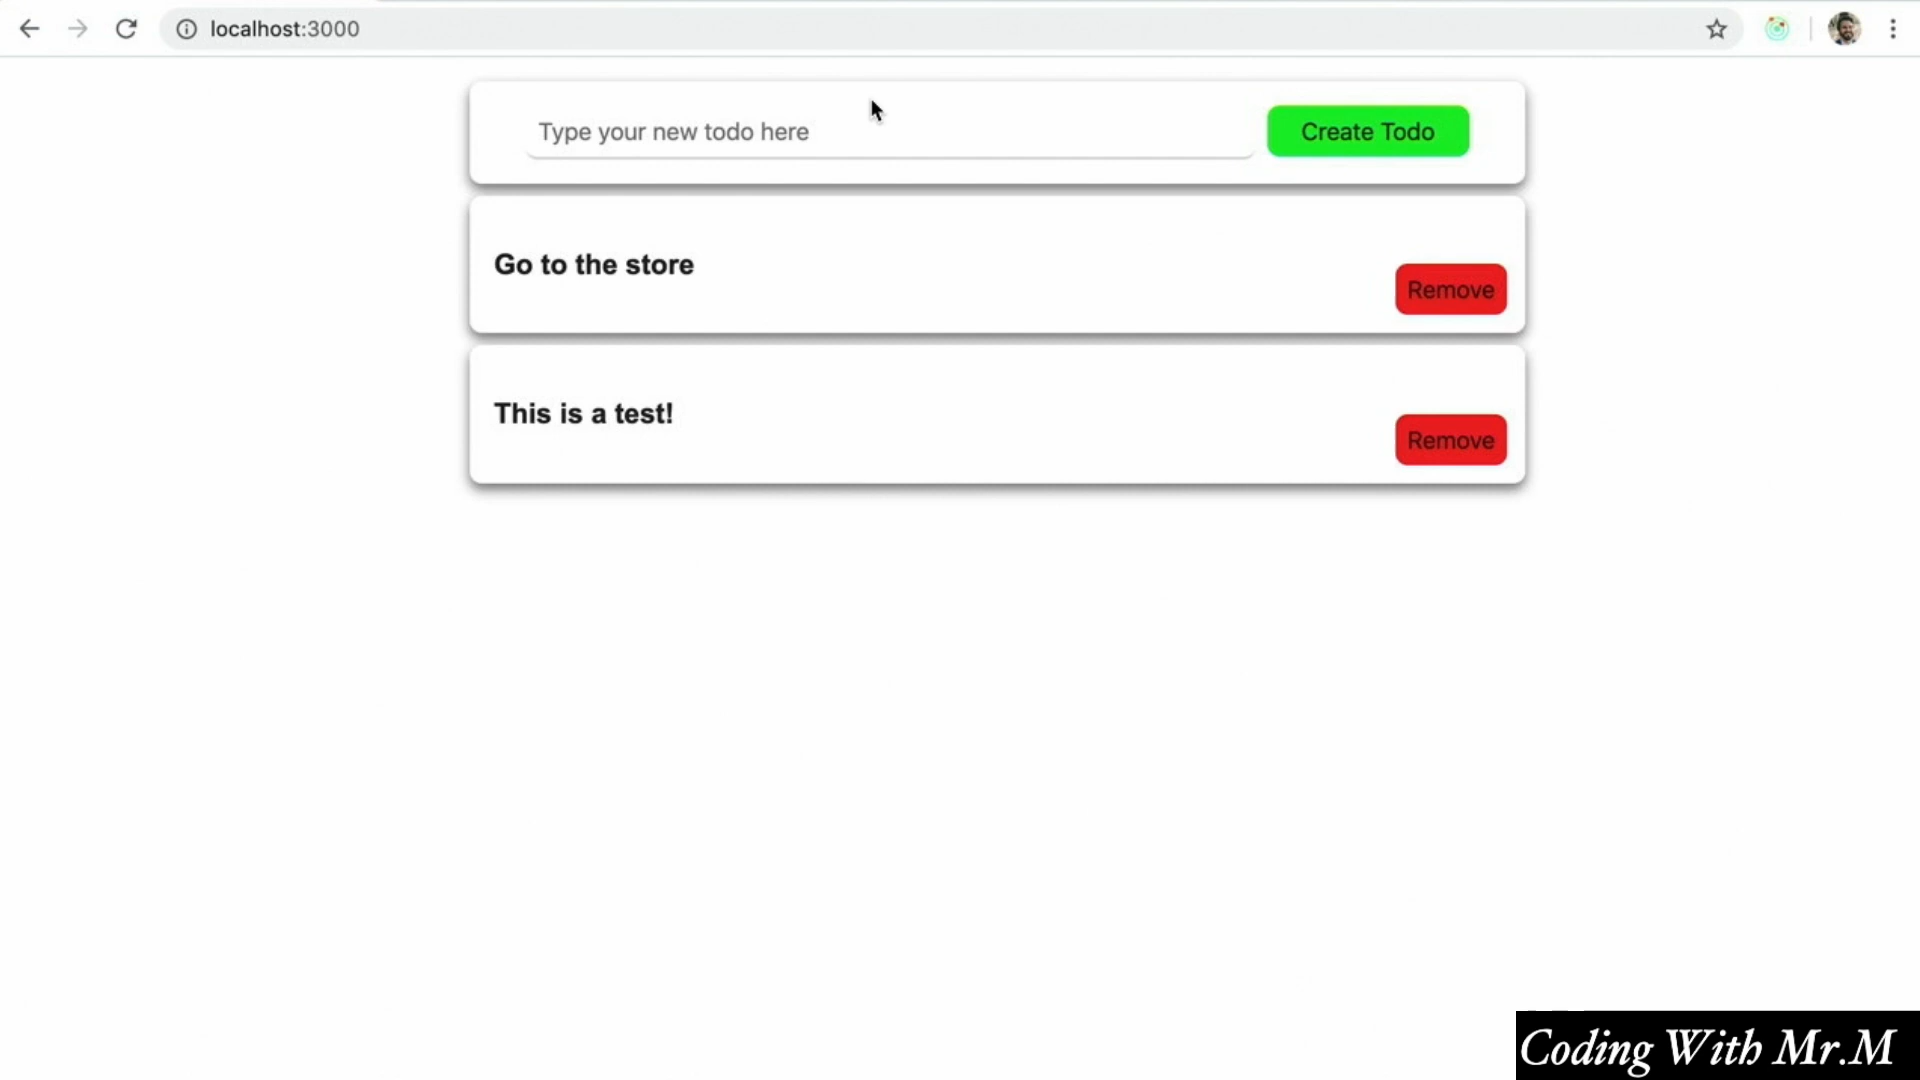 localhost:3000
Type your new todo here
Create Todo
Go to the store
Remove
This is a test!
Remove
Coding With Mr.M